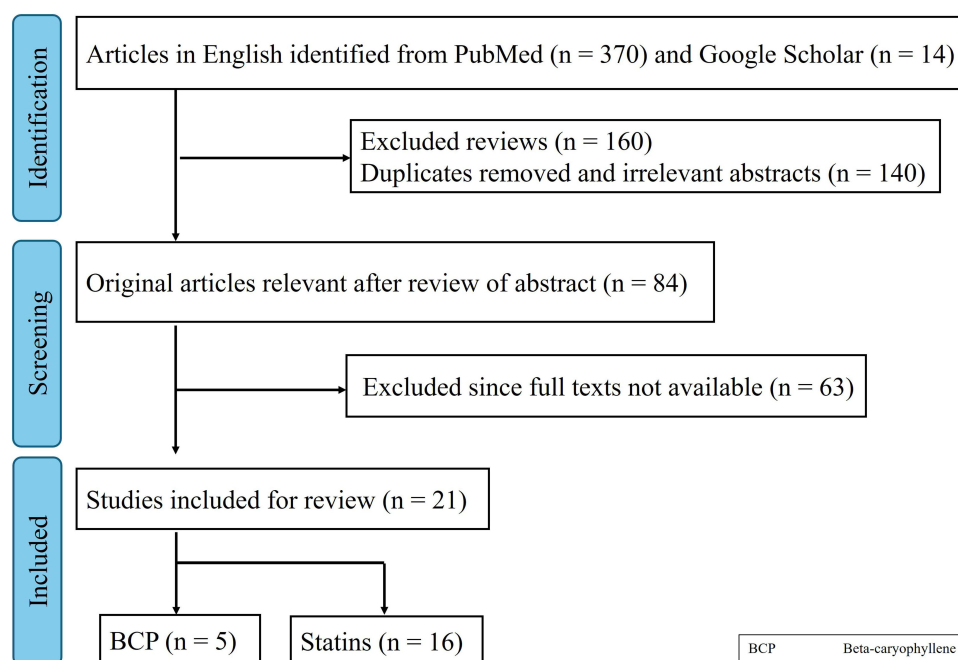 Identification
Articles in English identified from PubMed (n = 370) and Google Scholar (n = 14)
Excluded reviews (n = 160)
Duplicates removed and irrelevant abstracts (n = 140)
Screening
Original articles relevant after review of abstract (n = 84)
Excluded since full texts not available (n = 63)
Included
Studies included for review (n = 21)
BCP (n = 5)
Statins (n = 16)
BCP Beta-caryophyllene